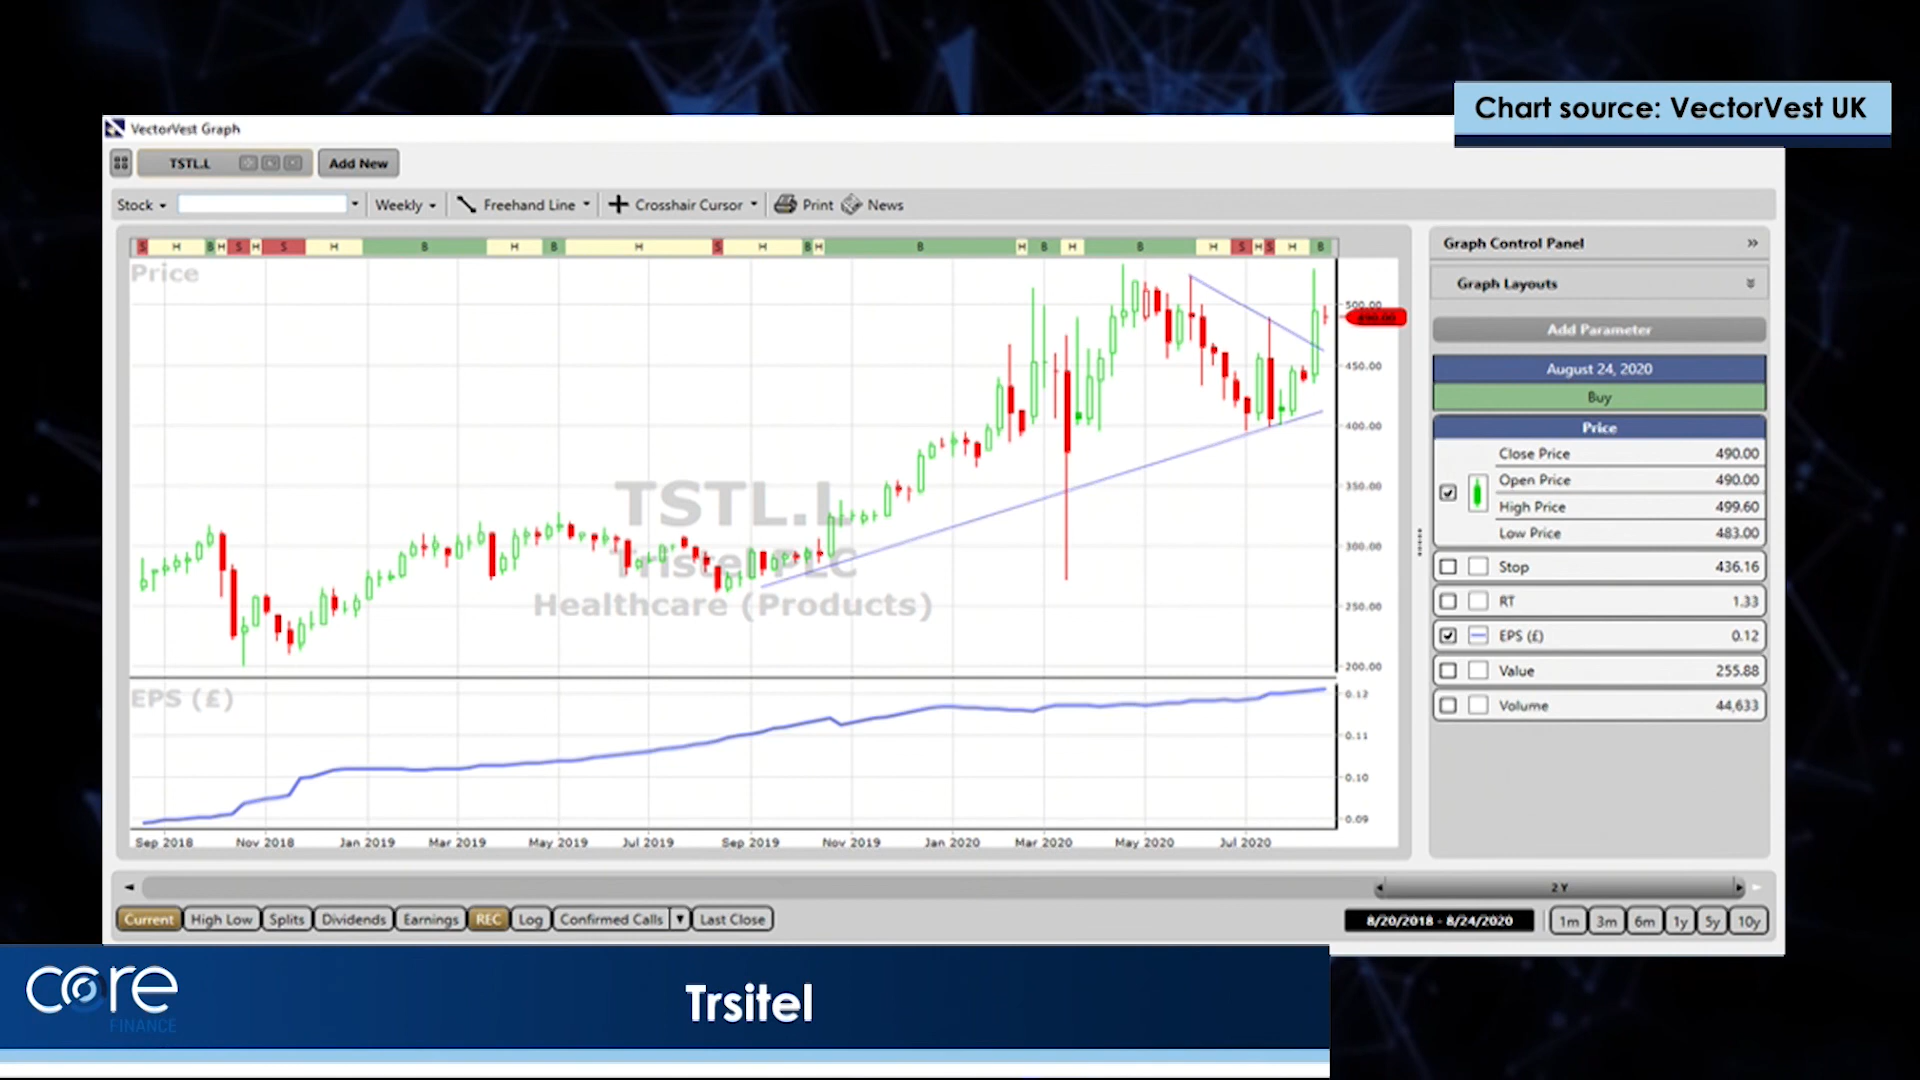 Chart source: VectorVest UK
VectorVest Graph
TSTL.L
Add New
Stock
Weekly
Freehand Line
Crosshair Cursor
Print
News
S H B H S H S H B H B H S H B H B H B H B H S H S H B
Price
TSTL.L
Tristel PLC
Healthcare (Products)
500.00
490.00
450.00
400.00
350.00
300.00
250.00
200.00
EPS (£)
0.12
0.11
0.10
0.09
Sep 2018 Nov 2018 Jan 2019 Mar 2019 May 2019 Jul 2019 Sep 2019 Nov 2019 Jan 2020 Mar 2020 May 2020 Jul 2020
Graph Control Panel
Graph Layouts
Add Parameter
August 24, 2020
Buy
Price
Close Price 490.00
Open Price 490.00
High Price 499.60
Low Price 483.00
Stop 436.16
RT 1.33
EPS (£) 0.12
Value 255.88
Volume 44,633
2 Y
Current High Low Splits Dividends Earnings REC Log Confirmed Calls Last Close
8/20/2018 - 8/24/2020
1m 3m 6m 1y 5y 10y
core
FINANCE
Trsitel